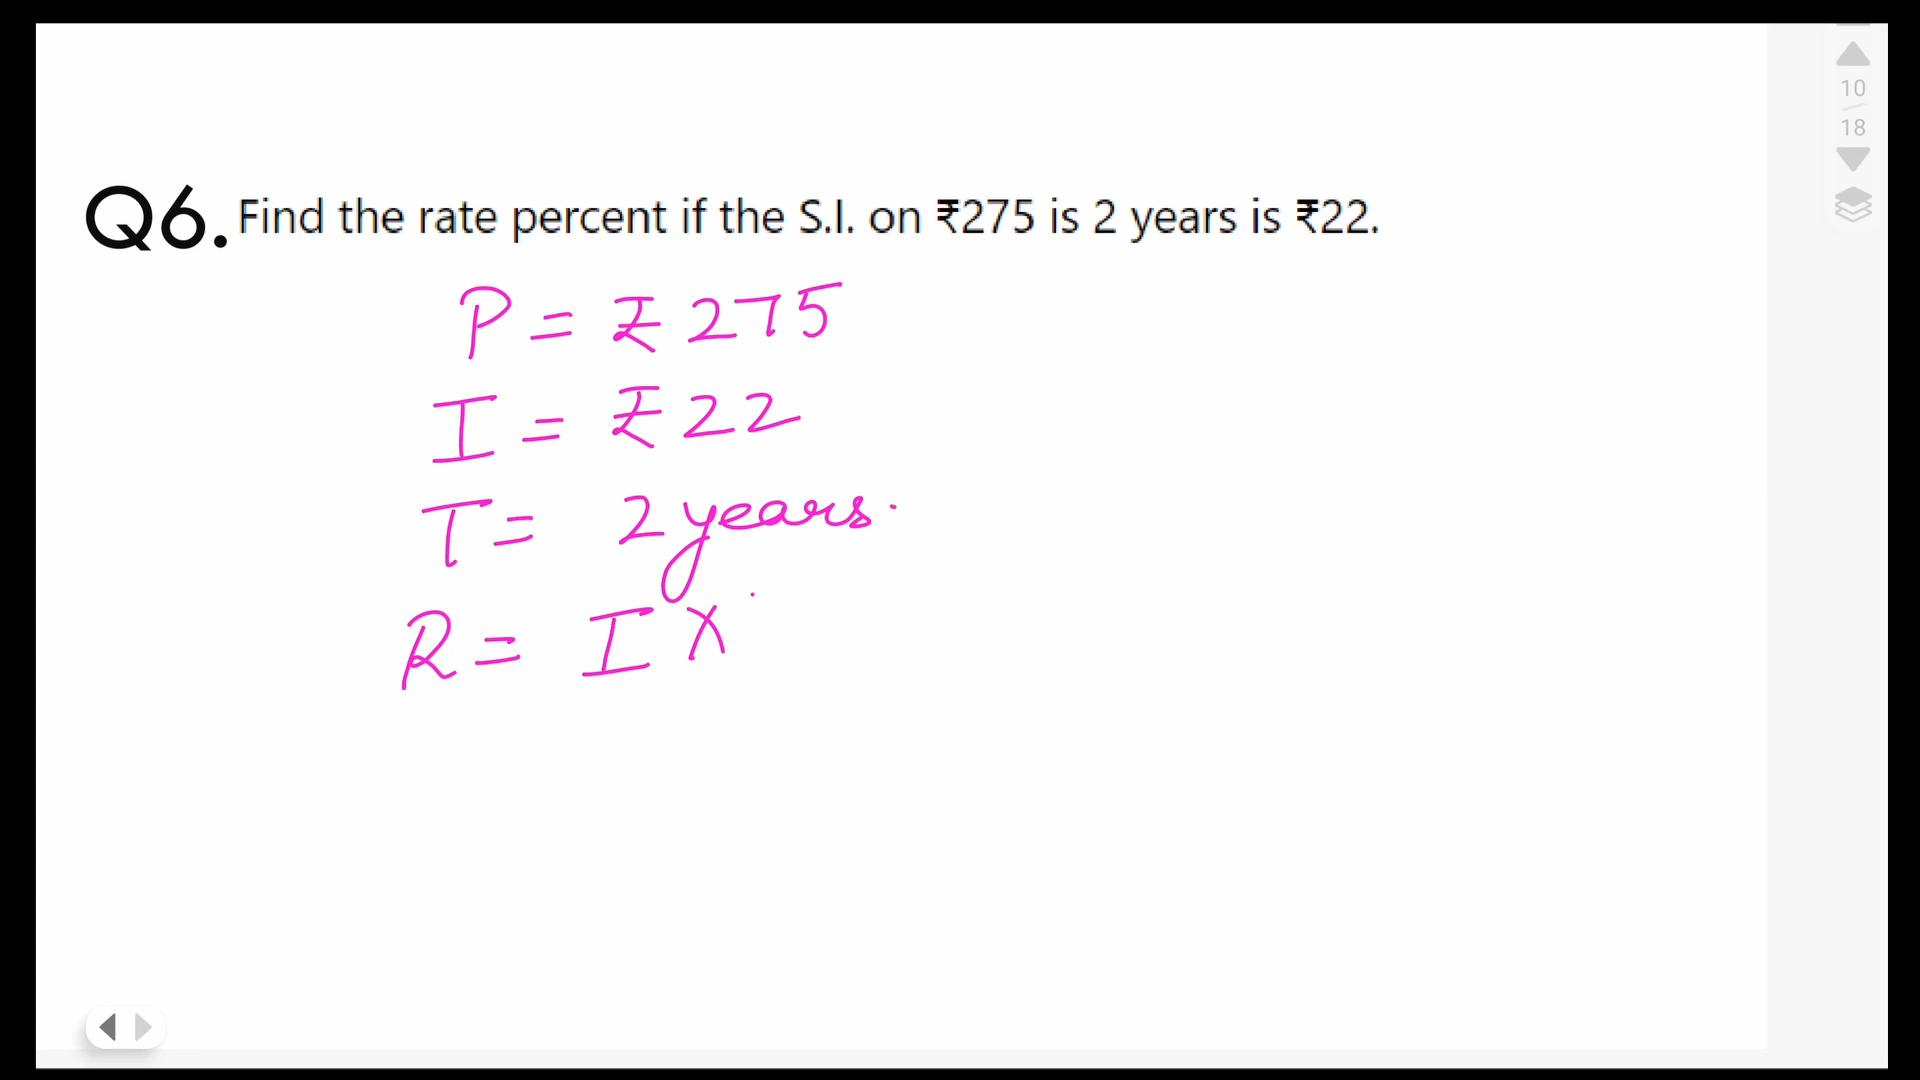 10
18
Q6. Find the rate percent if the S.I. on ₹275 is 2 years is ₹22.
P = ₹ 275
I = ₹ 22
T = 2 years.
R = I ×